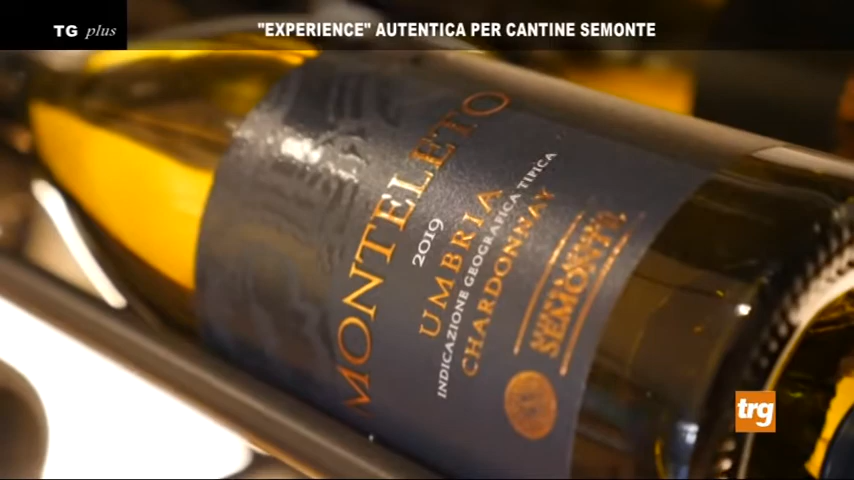 TG plus
"EXPERIENCE" AUTENTICA PER CANTINE SEMONTE
MONTELETO
2019
UMBRIA
INDICAZIONE GEOGRAFICA TIPICA
CHARDONNAY
SEMONTE
trg